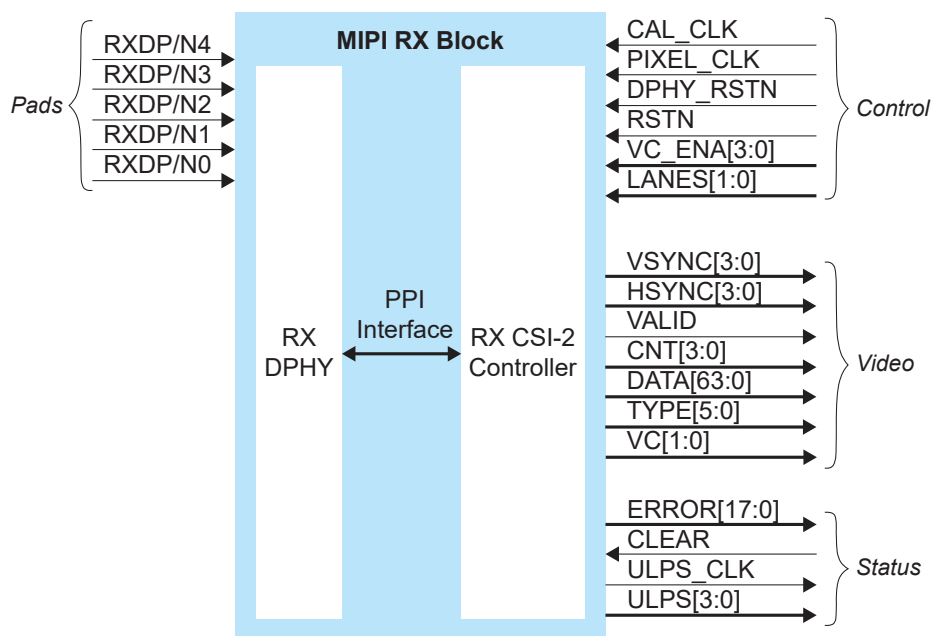 MIPI RX Block
Pads
RXDP/N4
RXDP/N3
RXDP/N2
RXDP/N1
RXDP/N0
CAL_CLK
PIXEL_CLK
DPHY_RSTN
RSTN
VC_ENA[3:0]
LANES[1:0]
Control
RX
DPHY
PPI
Interface
RX CSI-2
Controller
VSYNC[3:0]
HSYNC[3:0]
VALID
CNT[3:0]
DATA[63:0]
TYPE[5:0]
VC[1:0]
Video
ERROR[17:0]
CLEAR
ULPS_CLK
ULPS[3:0]
Status